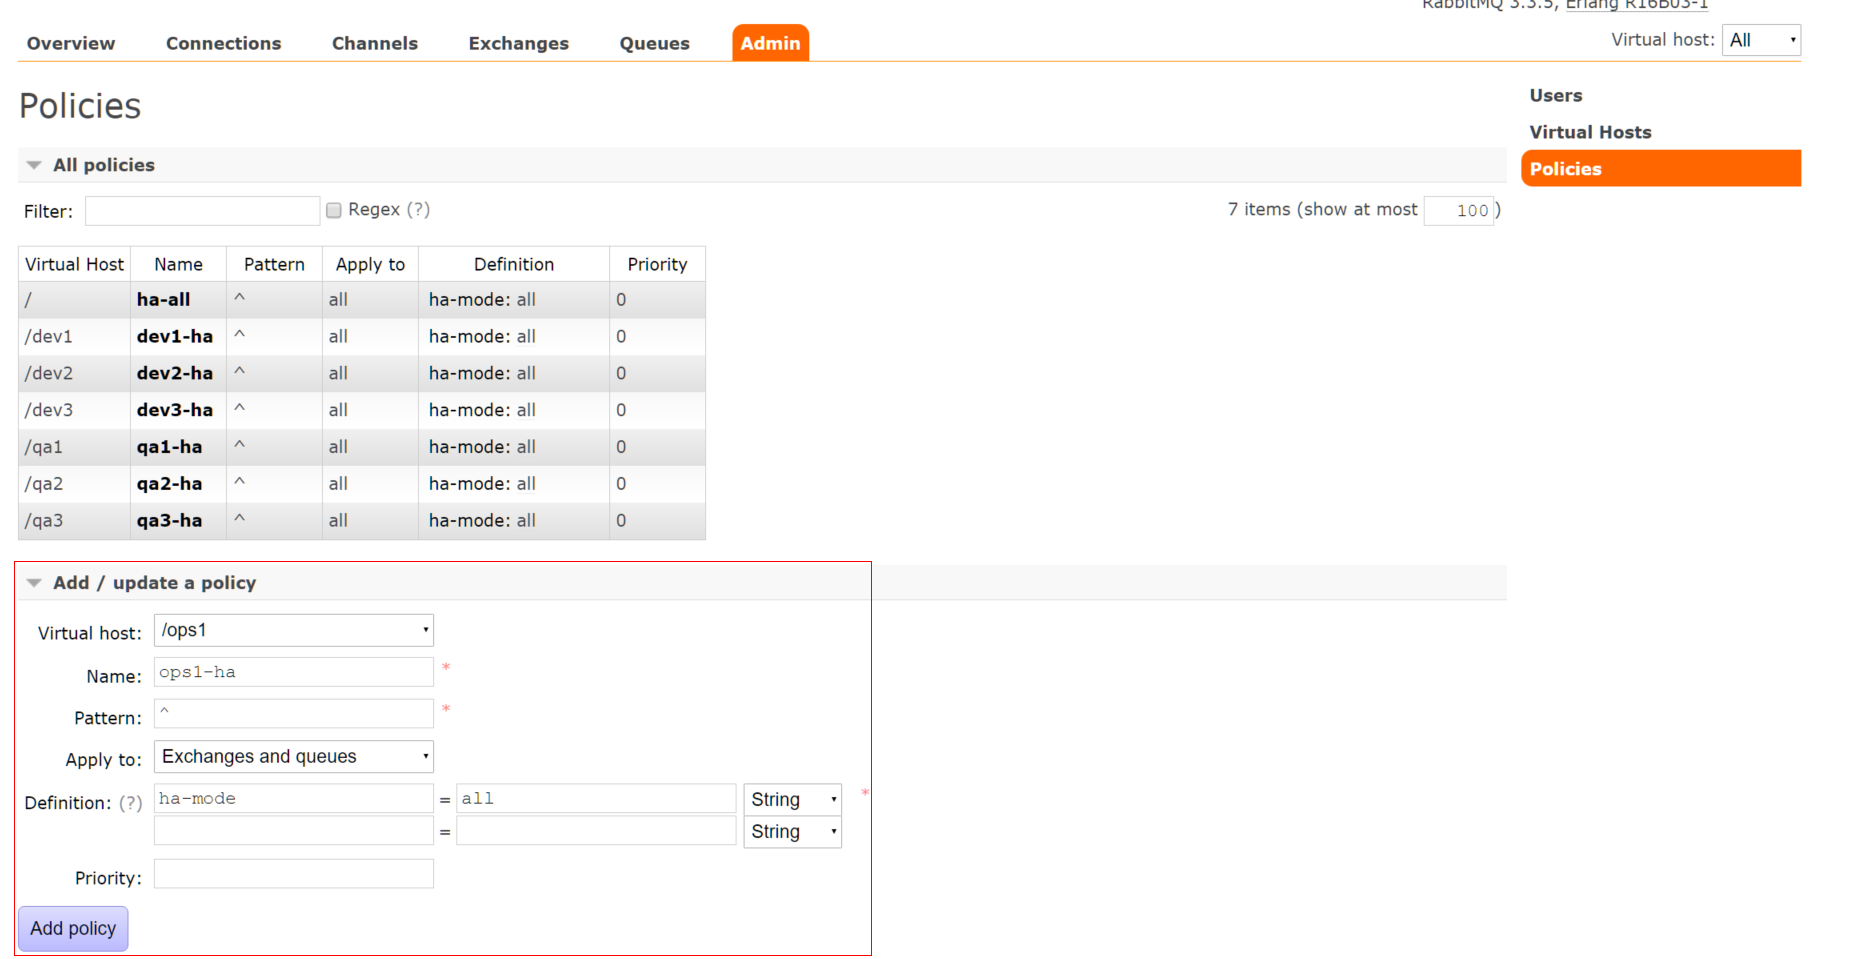 RabbitMQ 3.3.5, Erlang R16B03-1
Overview Connections Channels Exchanges Queues Admin Virtual host: All
Policies
Users
Virtual Hosts
Policies
All policies
Filter: Regex (?) 7 items (show at most 100)
Virtual Host Name Pattern Apply to Definition Priority
/ ha-all ^ all ha-mode: all 0
/dev1 dev1-ha ^ all ha-mode: all 0
/dev2 dev2-ha ^ all ha-mode: all 0
/dev3 dev3-ha ^ all ha-mode: all 0
/qa1 qa1-ha ^ all ha-mode: all 0
/qa2 qa2-ha ^ all ha-mode: all 0
/qa3 qa3-ha ^ all ha-mode: all 0
Add / update a policy
Virtual host: /ops1
Name: ops1-ha *
Pattern: ^ *
Apply to: Exchanges and queues
Definition: (?) ha-mode = all String *
= String
Priority:
Add policy